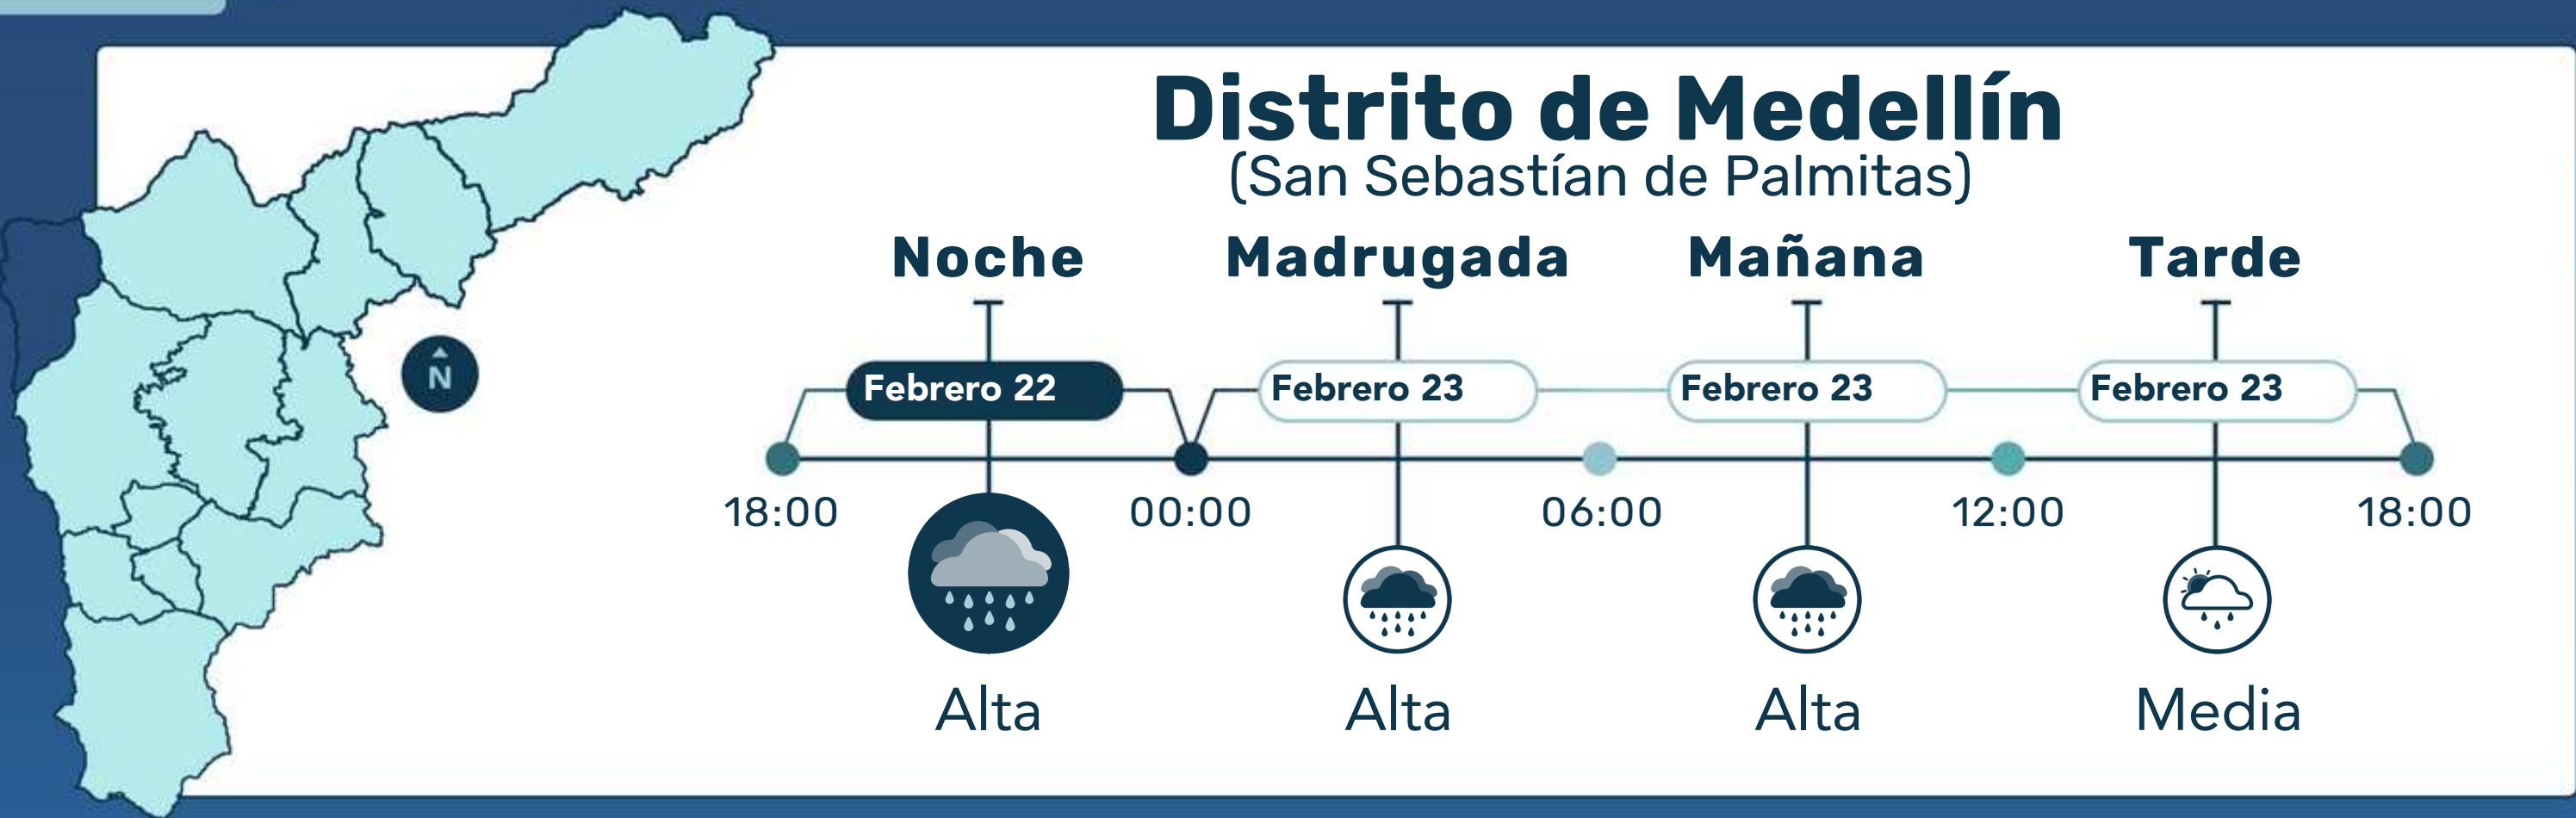 Distrito de Medellín
(San Sebastían de Palmitas)
Noche Madrugada Mañana Tarde
Febrero 22 Febrero 23 Febrero 23 Febrero 23
N
18:00 00:00 06:00 12:00 18:00
Alta Alta Alta Media